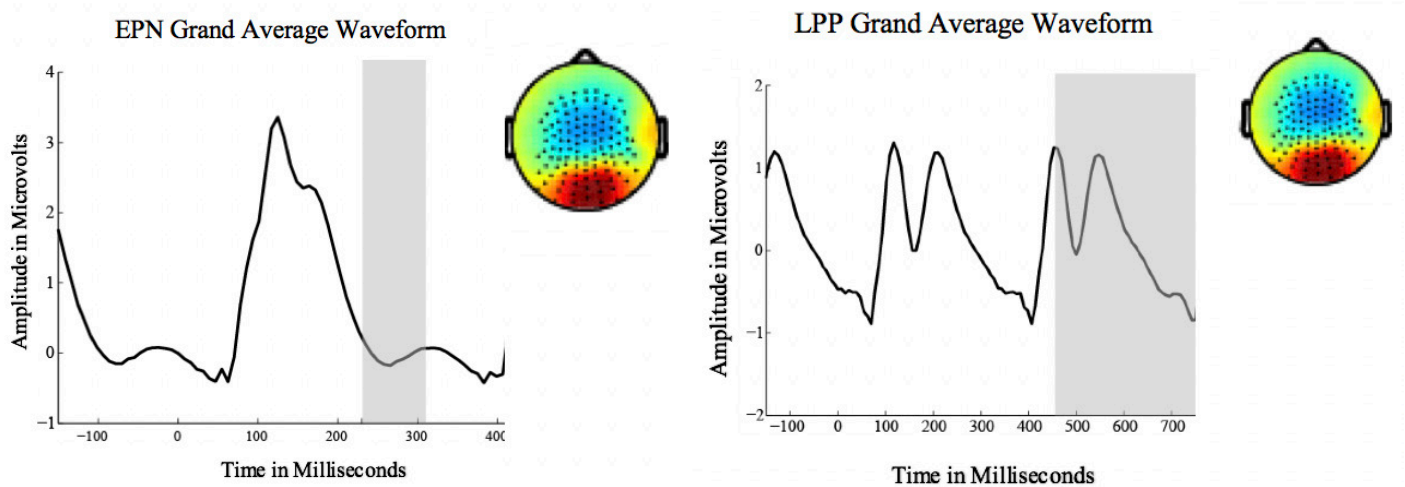 EPN Grand Average Waveform
4
3
2
1
0
−1
Amplitude in Microvolts
−100 0 100 200 300 400
Time in Milliseconds
LPP Grand Average Waveform
2
1
0
−1
−2
Amplitude in Microvolts
−100 0 100 200 300 400 500 600 700
Time in Milliseconds